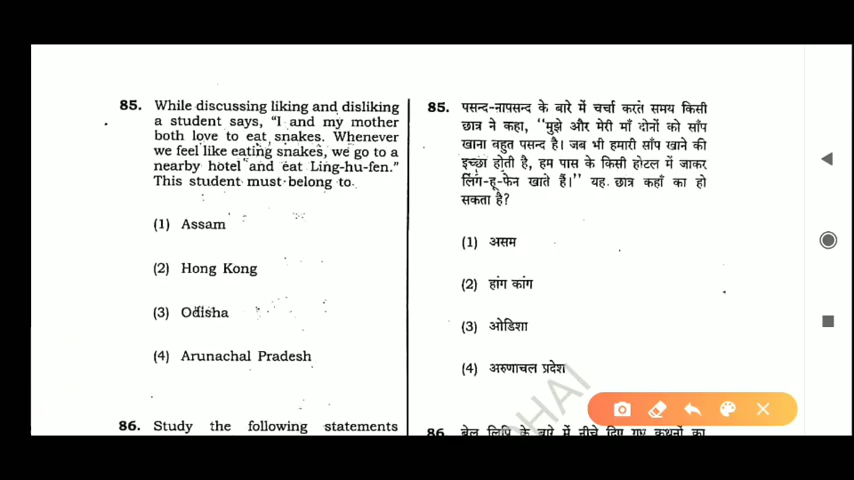 85. While discussing liking and disliking
a student says, "I and my mother
both love to eat snakes. Whenever
we feel like eating snakes, we go to a
nearby hotel and eat Ling-hu-fen."
This student must belong to.
(1) Assam
(2) Hong Kong
(3) Odisha
(4) Arunachal Pradesh
86. Study the following statements
85. पसन्द-नापसन्द के बारे में चर्चा करते समय किसी
छात्र ने कहा, ''मुझे और मेरी माँ दोनों को साँप
खाना बहुत पसन्द है। जब भी हमारी साँप खाने की
इच्छा होती है, हम पास के किसी होटल में जाकर
लिंग-हू-फेन खाते हैं।'' यह छात्र कहाँ का हो
सकता है?
(1) असम
(2) हांग कांग
(3) ओडिशा
(4) अरुणाचल प्रदेश
86. ब्रेल लिपि के बारे में नीचे दिए गए कथनों का